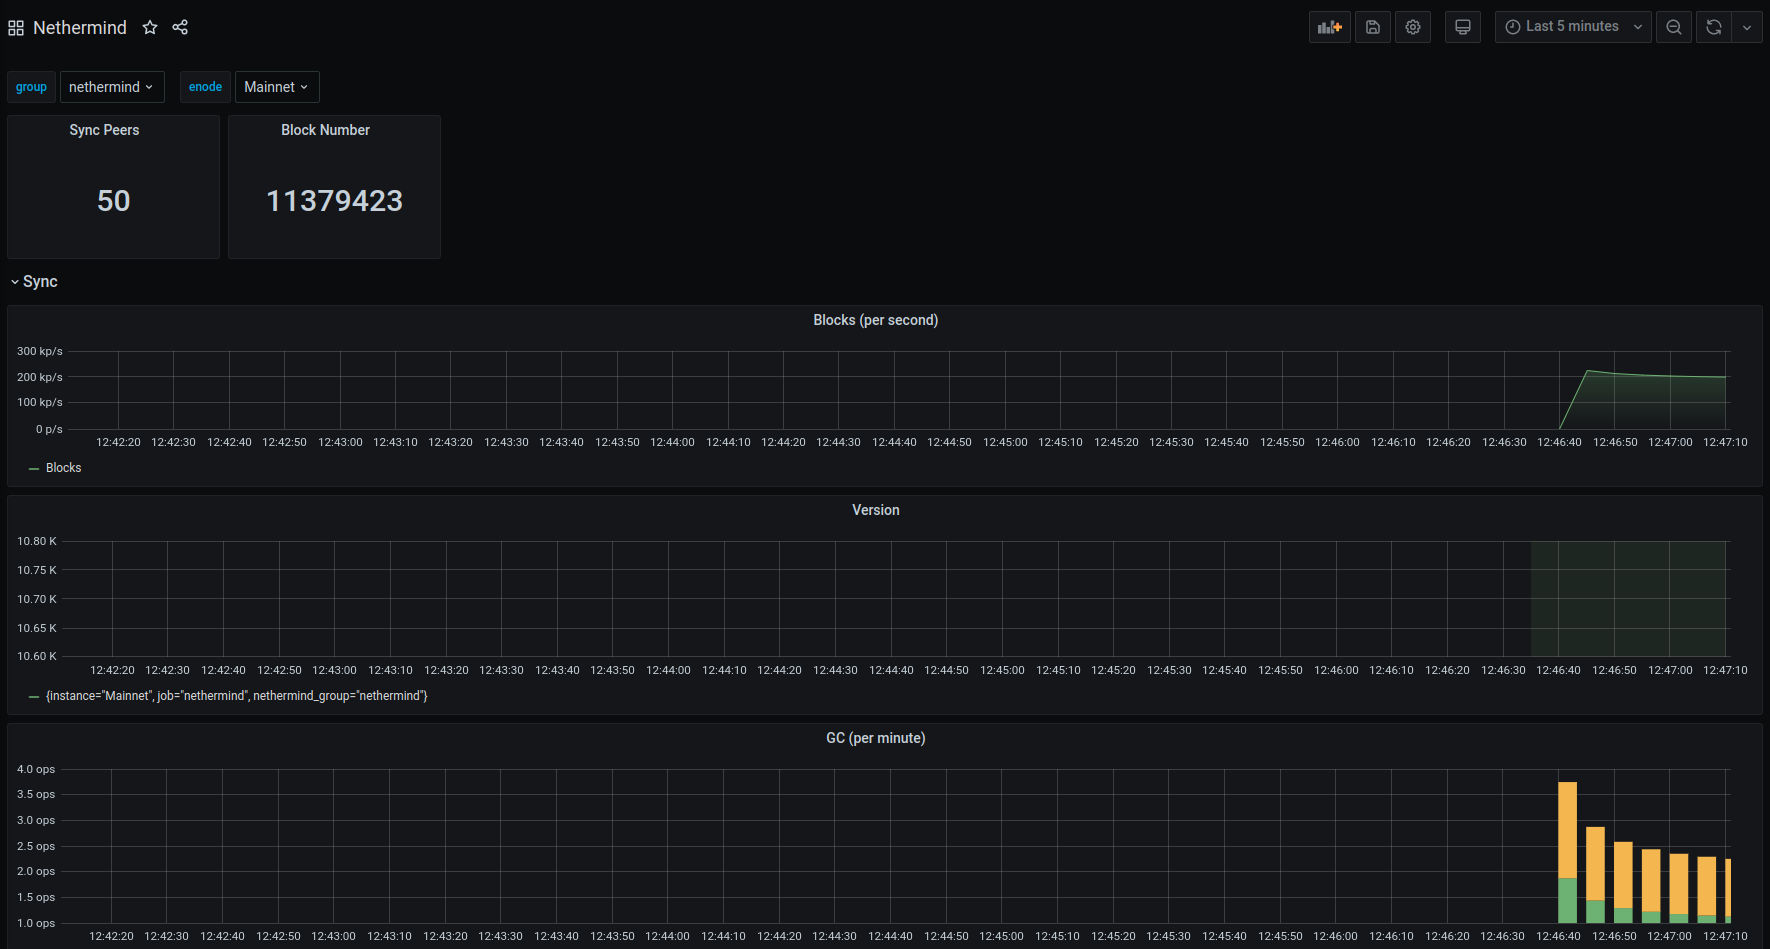 Nethermind
Last 5 minutes
group nethermind enode Mainnet
Sync Peers
50
Block Number
11379423
Sync
Blocks (per second)
300 kp/s
200 kp/s
100 kp/s
0 p/s
12:42:20 12:42:30 12:42:40 12:42:50 12:43:00 12:43:10 12:43:20 12:43:30 12:43:40 12:43:50 12:44:00 12:44:10 12:44:20 12:44:30 12:44:40 12:44:50 12:45:00 12:45:10 12:45:20 12:45:30 12:45:40 12:45:50 12:46:00 12:46:10 12:46:20 12:46:30 12:46:40 12:46:50 12:47:00 12:47:10
Blocks
Version
10.80 K
10.75 K
10.70 K
10.65 K
10.60 K
12:42:20 12:42:30 12:42:40 12:42:50 12:43:00 12:43:10 12:43:20 12:43:30 12:43:40 12:43:50 12:44:00 12:44:10 12:44:20 12:44:30 12:44:40 12:44:50 12:45:00 12:45:10 12:45:20 12:45:30 12:45:40 12:45:50 12:46:00 12:46:10 12:46:20 12:46:30 12:46:40 12:46:50 12:47:00 12:47:10
{instance="Mainnet", job="nethermind", nethermind_group="nethermind"}
GC (per minute)
4.0 ops
3.5 ops
3.0 ops
2.5 ops
2.0 ops
1.5 ops
1.0 ops
12:42:20 12:42:30 12:42:40 12:42:50 12:43:00 12:43:10 12:43:20 12:43:30 12:43:40 12:43:50 12:44:00 12:44:10 12:44:20 12:44:30 12:44:40 12:44:50 12:45:00 12:45:10 12:45:20 12:45:30 12:45:40 12:45:50 12:46:00 12:46:10 12:46:20 12:46:30 12:46:40 12:46:50 12:47:00 12:47:10